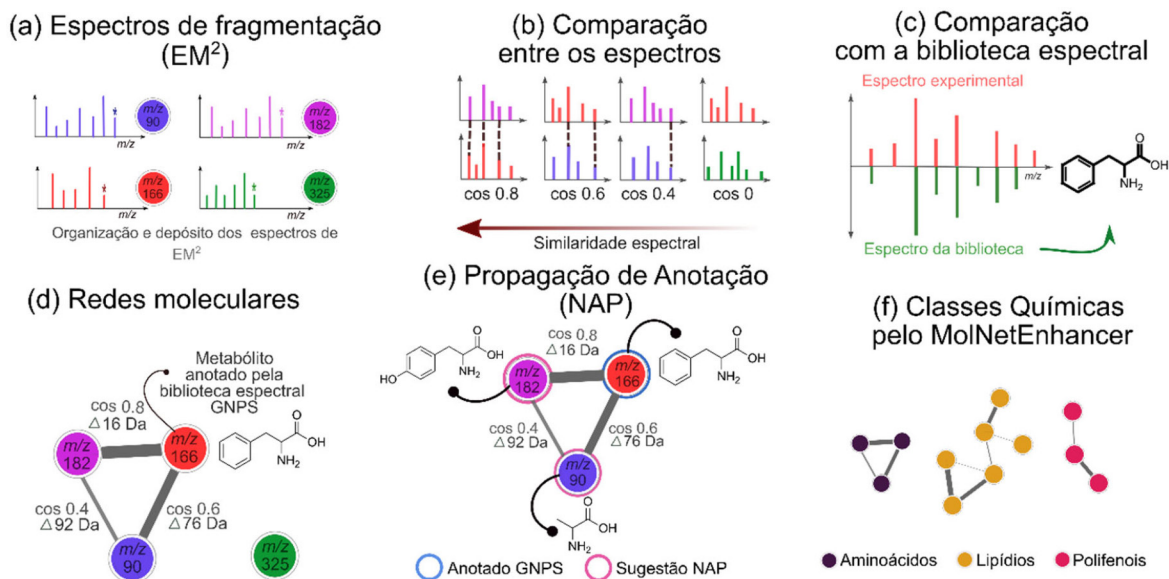 (a) Espectros de fragmentação
(EM²)
m/z
90
m/z
m/z
182
m/z
m/z
166
m/z
m/z
325
m/z
Organização e depósito dos espectros de
EM²
(b) Comparação
entre os espectros
cos 0.8
cos 0.6
cos 0.4
cos 0
Similaridade espectral
(c) Comparação
com a biblioteca espectral
Espectro experimental
m/z
O
OH
NH₂
Espectro da biblioteca
(d) Redes moleculares
Metabólito
anotado pela
biblioteca espectral
GNPS
cos 0.8
△16 Da
m/z
182
m/z
166
O
OH
NH₂
cos 0.4
△92 Da
cos 0.6
△76 Da
m/z
90
m/z
325
(e) Propagação de Anotação
(NAP)
cos 0.8
△16 Da
O
OH
NH₂
HO
m/z
182
m/z
166
O
OH
NH₂
cos 0.4
△92 Da
cos 0.6
△76 Da
m/z
90
O
OH
NH₂
Anotado GNPS
Sugestão NAP
(f) Classes Químicas
pelo MolNetEnhancer
Aminoácidos
Lipídios
Polifenois